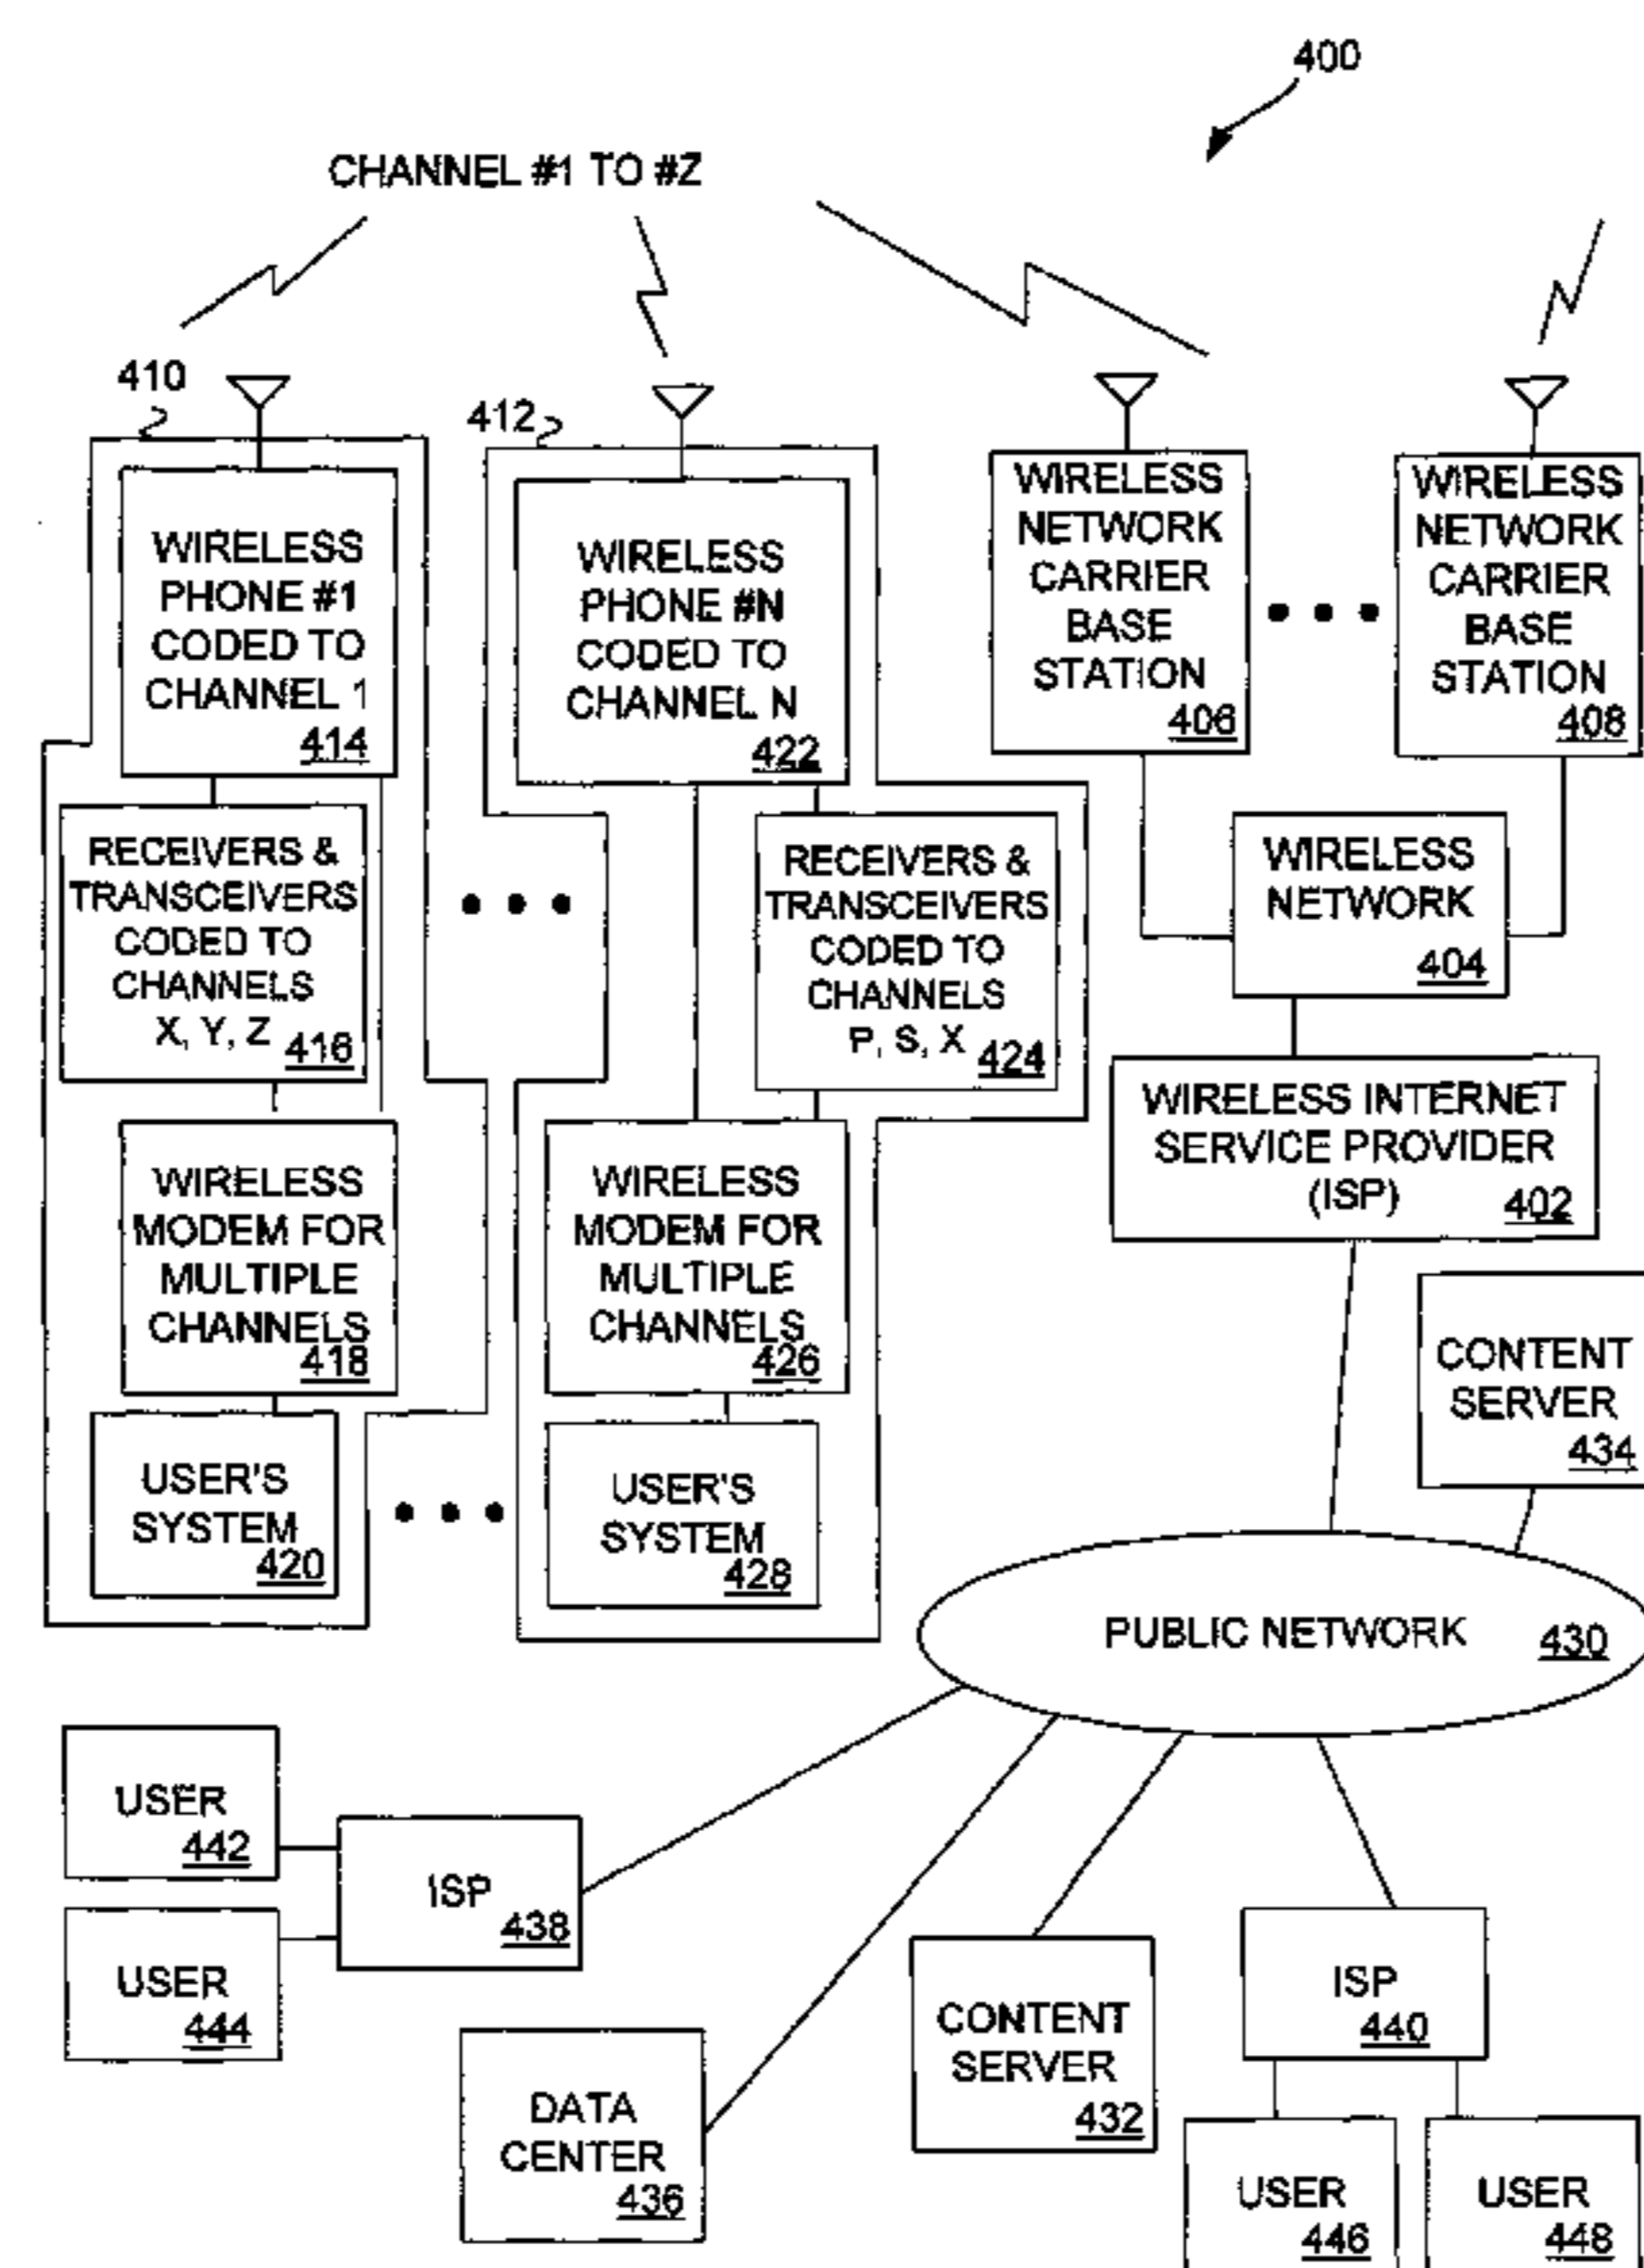 400
CHANNEL #1 TO #Z
410
412
WIRELESS
PHONE #1
CODED TO
CHANNEL 1
414
WIRELESS
PHONE #N
CODED TO
CHANNEL N
422
WIRELESS
NETWORK
CARRIER
BASE
STATION
406
WIRELESS
NETWORK
CARRIER
BASE
STATION
408
RECEIVERS &
TRANSCEIVERS
CODED TO
CHANNELS
X, Y, Z
416
RECEIVERS &
TRANSCEIVERS
CODED TO
CHANNELS
P, S, X
424
WIRELESS
NETWORK
404
WIRELESS INTERNET
SERVICE PROVIDER
(ISP)
402
WIRELESS
MODEM FOR
MULTIPLE
CHANNELS
418
WIRELESS
MODEM FOR
MULTIPLE
CHANNELS
426
CONTENT
SERVER
434
USER'S
SYSTEM
420
USER'S
SYSTEM
428
PUBLIC NETWORK
430
USER
442
ISP
438
USER
444
DATA
CENTER
436
CONTENT
SERVER
432
ISP
440
USER
446
USER
448